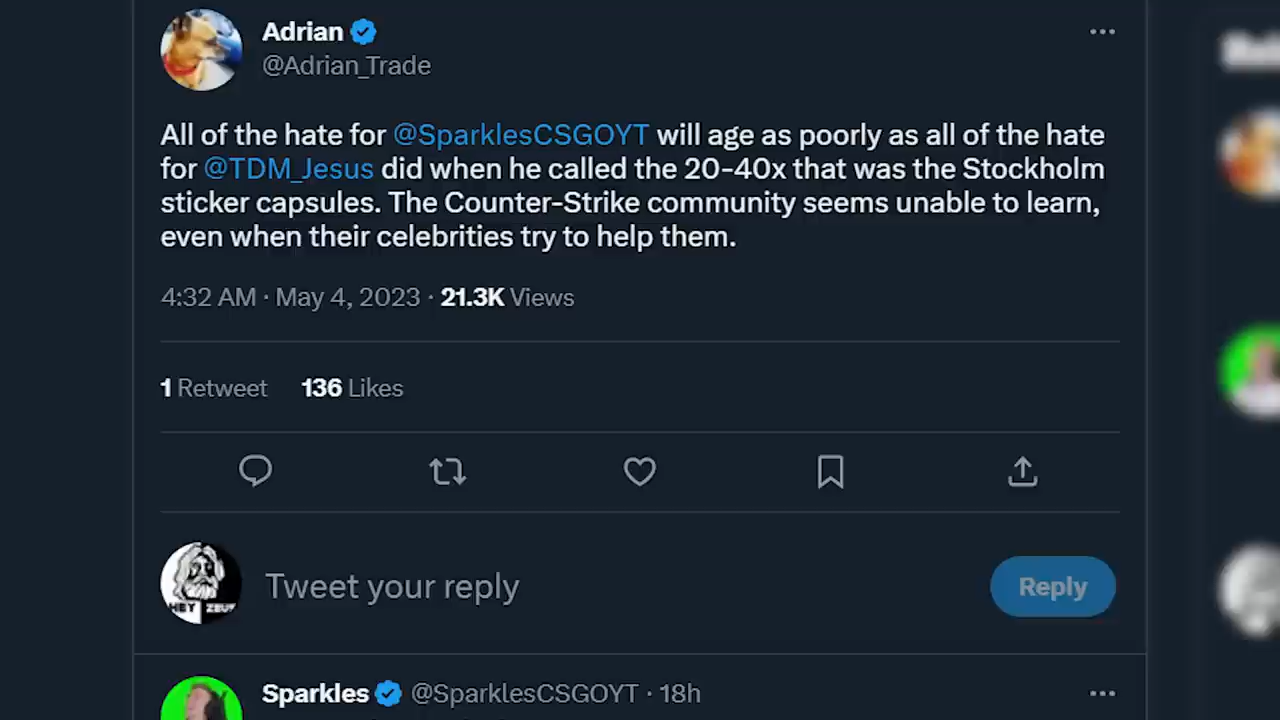 Adrian
@Adrian_Trade
All of the hate for @SparklesCSGOYT will age as poorly as all of the hate
for @TDM_Jesus did when he called the 20-40x that was the Stockholm
sticker capsules. The Counter-Strike community seems unable to learn,
even when their celebrities try to help them.
4:32 AM · May 4, 2023 · 21.3K Views
1 Retweet 136 Likes
HEY ZEUS
Tweet your reply
Reply
Sparkles @SparklesCSGOYT · 18h